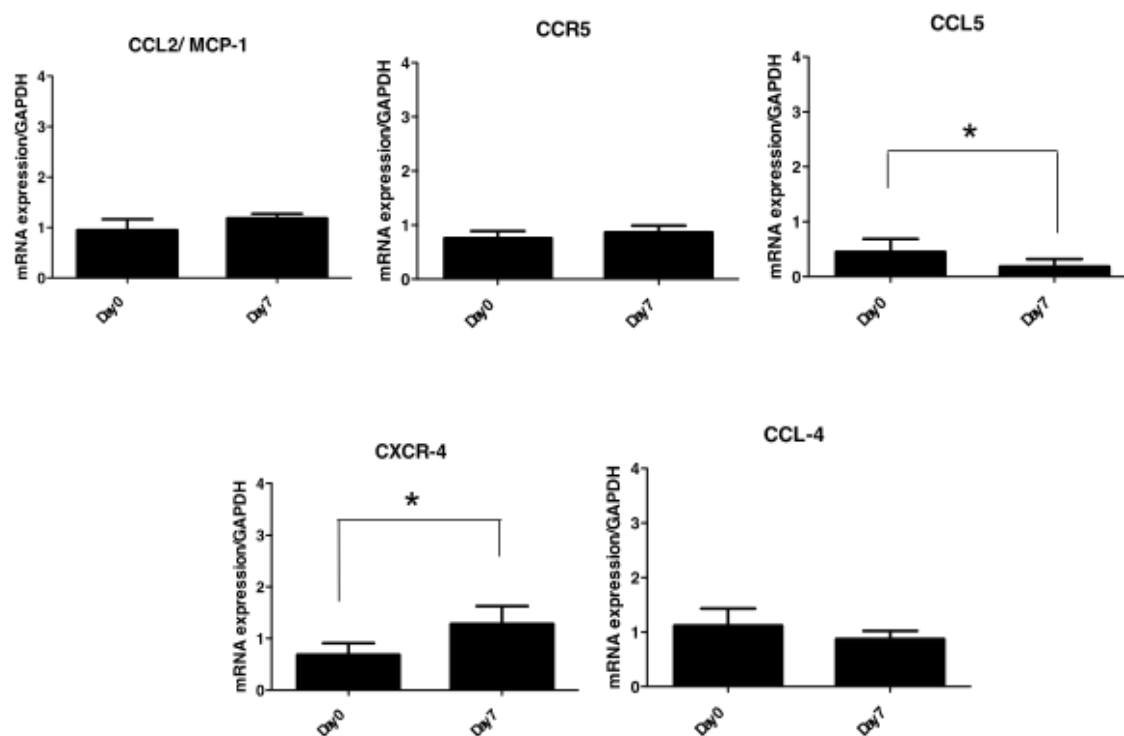 CCL2/ MCP-1
mRNA expression/GAPDH
4
3
2
1
0
Day0
Day7
CCR5
mRNA expression/GAPDH
4
3
2
1
0
Day0
Day7
CCL5
mRNA expression/GAPDH
4
3
2
1
0
*
Day0
Day7
CXCR-4
mRNA expression/GAPDH
4
3
2
1
0
*
Day0
Day7
CCL-4
mRNA expression/GAPDH
4
3
2
1
0
Day0
Day7